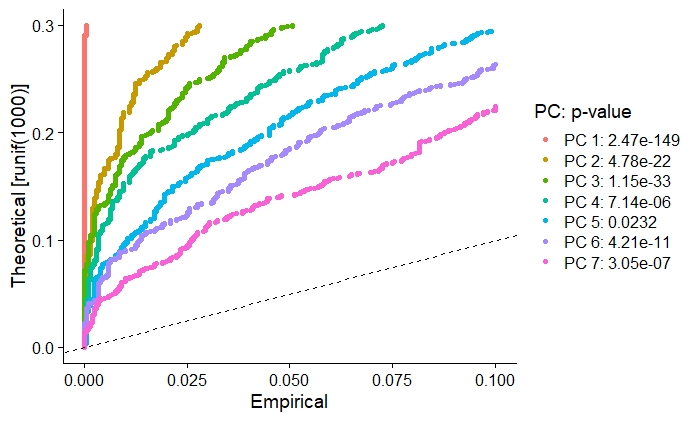 0.3
0.2
0.1
0.0
Theoretical [runif(1000)]
0.000 0.025 0.050 0.075 0.100
Empirical
PC: p-value
PC 1: 2.47e-149
PC 2: 4.78e-22
PC 3: 1.15e-33
PC 4: 7.14e-06
PC 5: 0.0232
PC 6: 4.21e-11
PC 7: 3.05e-07